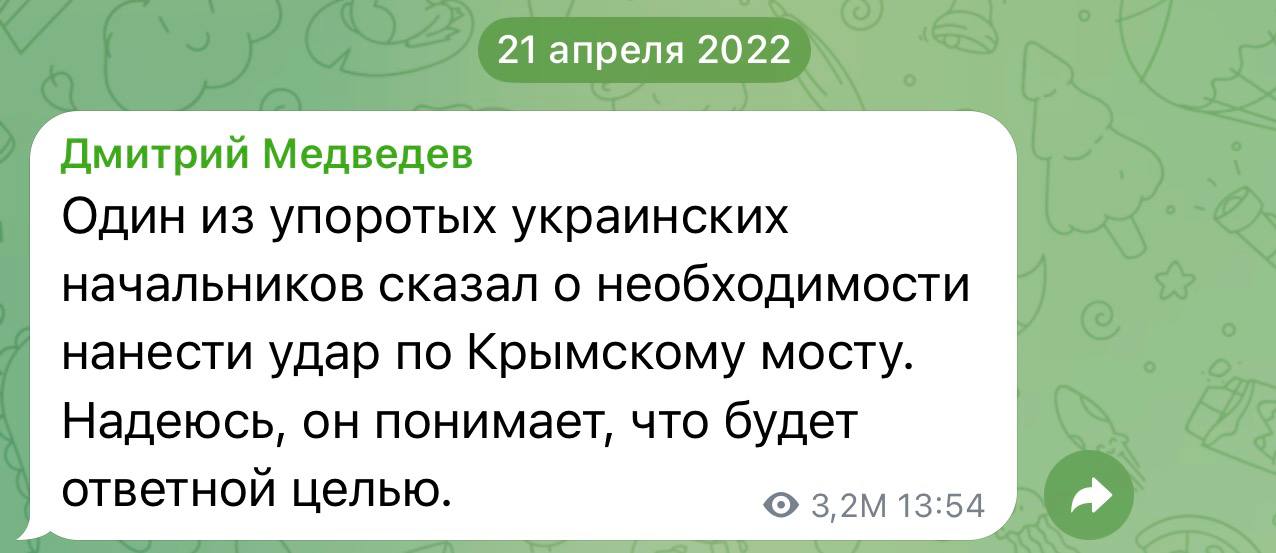 21 апреля 2022
Дмитрий Медведев
Один из упоротых украинских
начальников сказал о необходимости
нанести удар по Крымскому мосту.
Надеюсь, он понимает, что будет
ответной целью.
3,2M 13:54